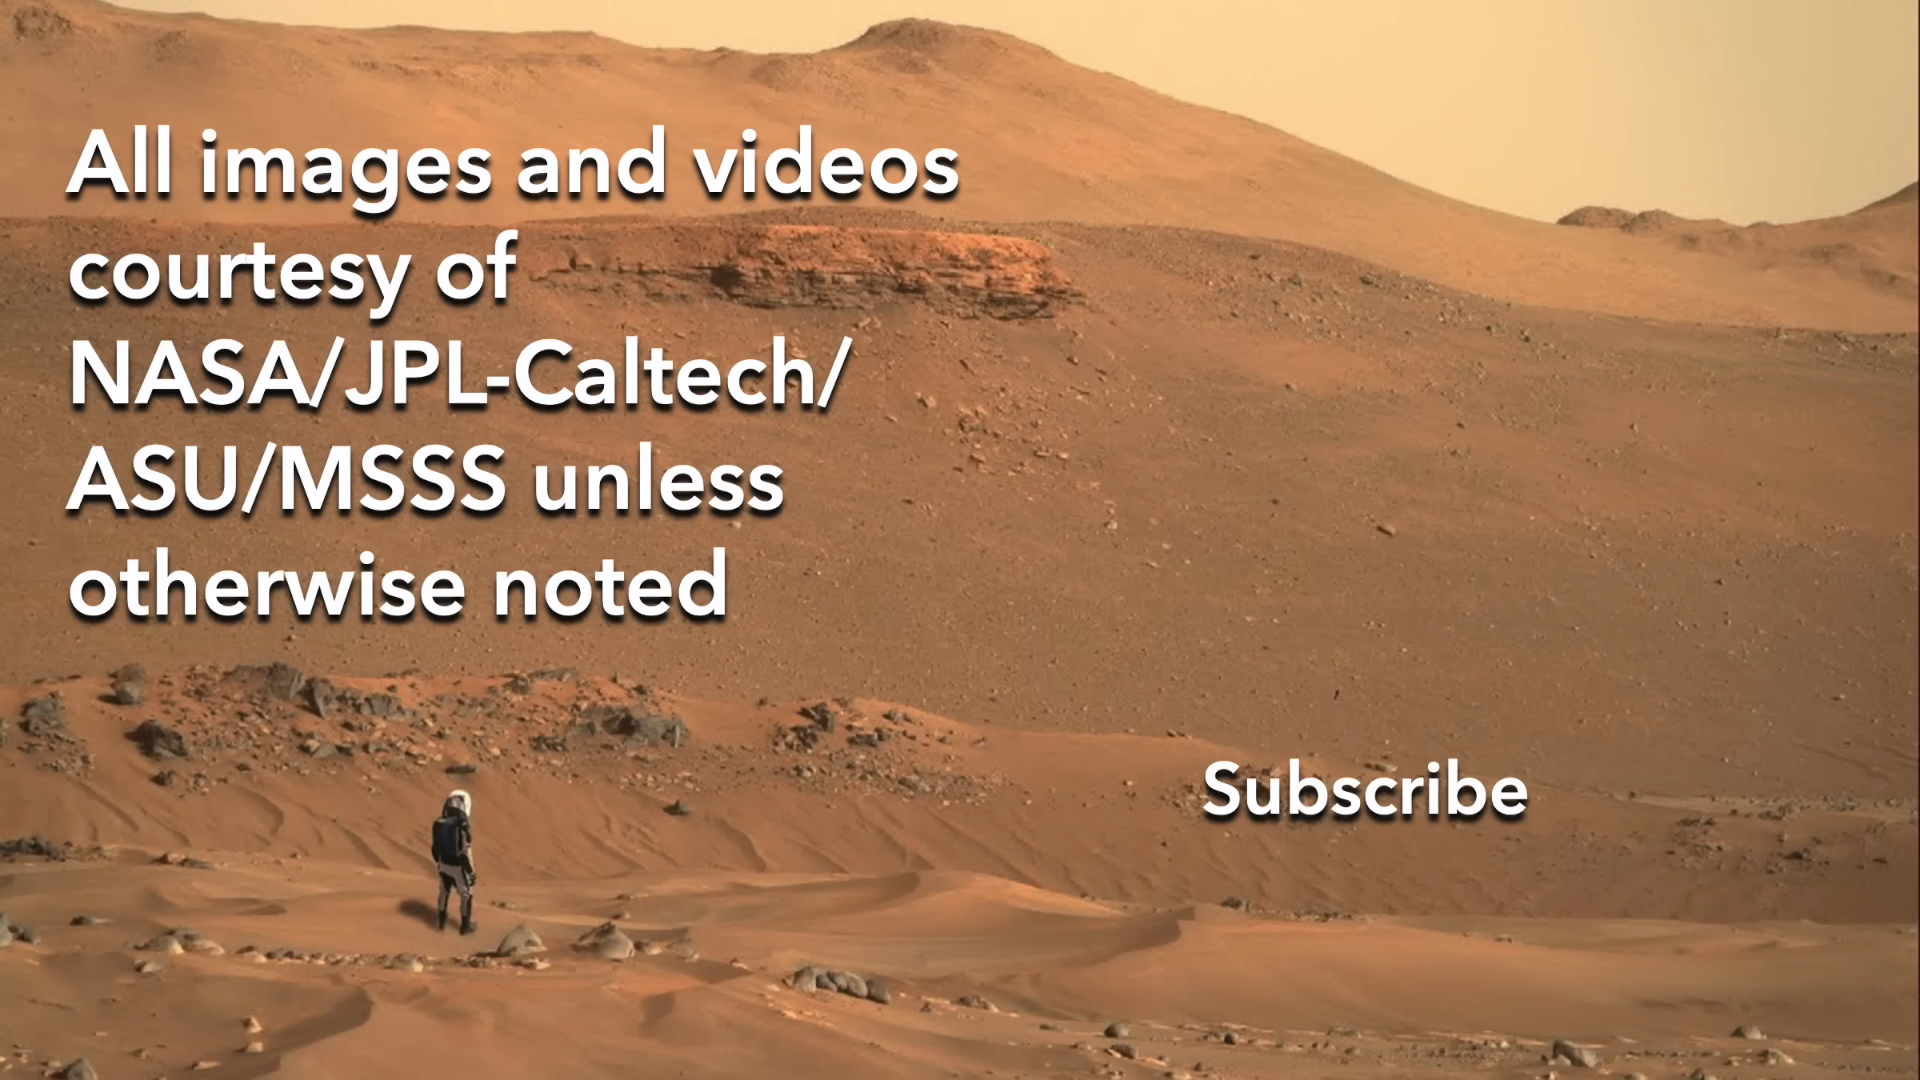 All images and videos
courtesy of
NASA/JPL-Caltech/
ASU/MSSS unless
otherwise noted
Subscribe